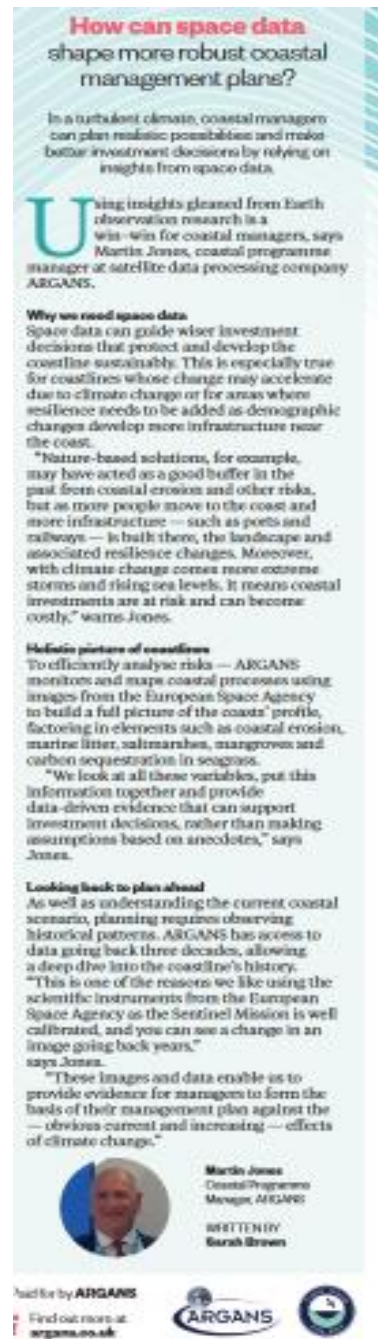 How can space data
shape more robust coastal
management plans?
In a turbulent climate, coastal managers
can plan realistic possibilities and make
better investment decisions by relying on
insights from space data.
Using insights gleaned from Earth
observation research is a
win–win for coastal managers, says
Martin Jones, coastal programme
manager at satellite data processing company
ARGANS.
Why we need space data
Space data can guide wiser investment
decisions that protect and develop the
coastline sustainably. This is especially true
for coastlines whose change may accelerate
due to climate change or for areas where
resilience needs to be added as demographic
changes develop more infrastructure near
the coast.
“Nature-based solutions, for example,
may have acted as a good buffer in the
past from coastal erosion and other risks,
but as more people move to the coast and
more infrastructure — such as ports and
railways — is built there, the landscape and
associated resilience changes. Moreover,
with climate change comes more extreme
storms and rising sea levels. It means coastal
investments are at risk and can become
costly,” warns Jones.
Holistic picture of coastlines
To efficiently analyse risks — ARGANS
monitors and maps coastal processes using
images from the European Space Agency
to build a full picture of the coasts’ profile,
factoring in elements such as coastal erosion,
marine litter, saltmarshes, mangroves and
carbon sequestration in seagrass.
“We look at all these variables, put this
information together and provide
data-driven evidence that can support
investment decisions, rather than making
assumptions based on anecdotes,” says
Jones.
Looking back to plan ahead
As well as understanding the current coastal
scenario, planning requires observing
historical patterns. ARGANS has access to
data going back three decades, allowing
a deep dive into the coastline’s history.
“This is one of the reasons we like using the
scientific instruments from the European
Space Agency as the Sentinel Mission is well
calibrated, and you can see a change in an
image going back years,”
says Jones.
“These images and data enable us to
provide evidence for managers to form the
basis of their management plan against the
— obvious current and increasing — effects
of climate change.”
Martin Jones
Coastal Programme
Manager, ARGANS
WRITTEN BY
Sarah Brown
Paid for by ARGANS
Find out more at
argans.co.uk
ARGANS